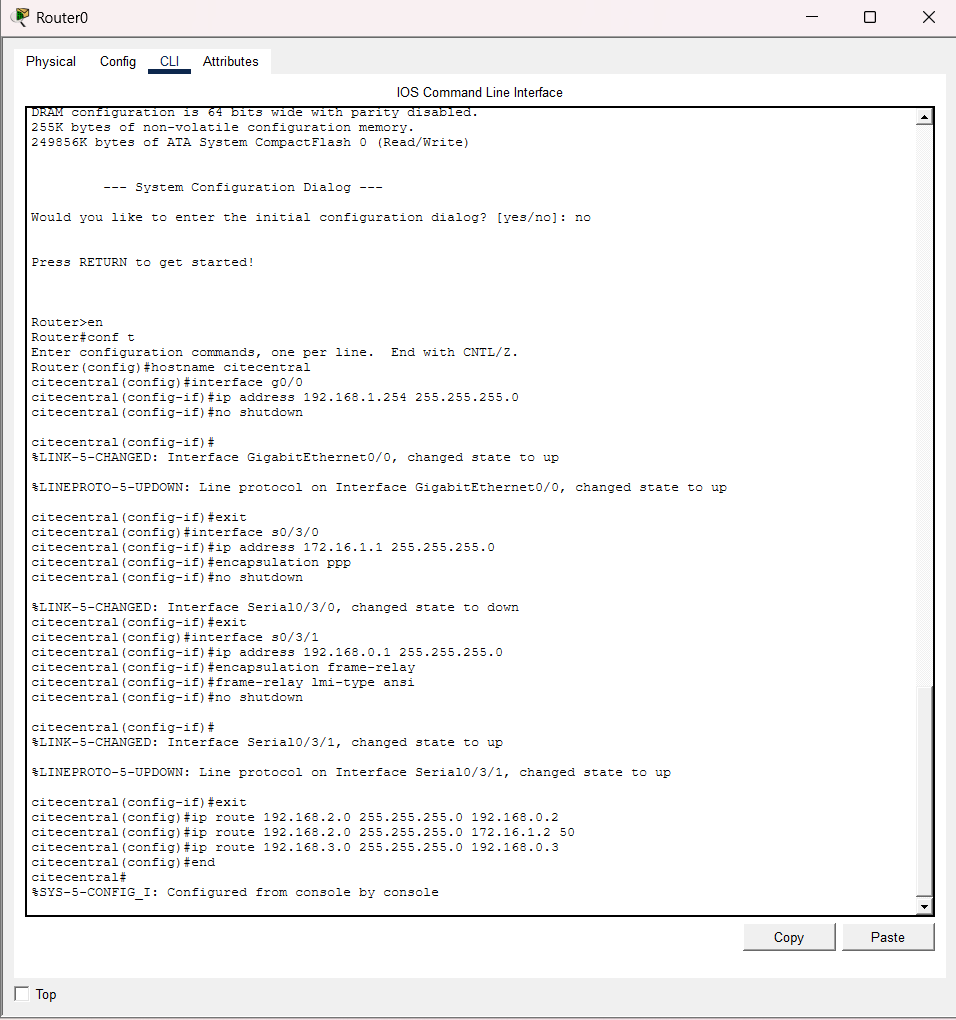 Router0
Physical Config CLI Attributes
IOS Command Line Interface
DRAM configuration is 64 bits wide with parity disabled.
255K bytes of non-volatile configuration memory.
249856K bytes of ATA System CompactFlash 0 (Read/Write)
--- System Configuration Dialog ---
Would you like to enter the initial configuration dialog? [yes/no]: no
Press RETURN to get started!
Router>en
Router#conf t
Enter configuration commands, one per line.  End with CNTL/Z.
Router(config)#hostname citecentral
citecentral(config)#interface g0/0
citecentral(config-if)#ip address 192.168.1.254 255.255.255.0
citecentral(config-if)#no shutdown
citecentral(config-if)#
%LINK-5-CHANGED: Interface GigabitEthernet0/0, changed state to up
%LINEPROTO-5-UPDOWN: Line protocol on Interface GigabitEthernet0/0, changed state to up
citecentral(config-if)#exit
citecentral(config)#interface s0/3/0
citecentral(config-if)#ip address 172.16.1.1 255.255.255.0
citecentral(config-if)#encapsulation ppp
citecentral(config-if)#no shutdown
%LINK-5-CHANGED: Interface Serial0/3/0, changed state to down
citecentral(config-if)#exit
citecentral(config)#interface s0/3/1
citecentral(config-if)#ip address 192.168.0.1 255.255.255.0
citecentral(config-if)#encapsulation frame-relay
citecentral(config-if)#frame-relay lmi-type ansi
citecentral(config-if)#no shutdown
citecentral(config-if)#
%LINK-5-CHANGED: Interface Serial0/3/1, changed state to up
%LINEPROTO-5-UPDOWN: Line protocol on Interface Serial0/3/1, changed state to up
citecentral(config-if)#exit
citecentral(config)#ip route 192.168.2.0 255.255.255.0 192.168.0.2
citecentral(config)#ip route 192.168.2.0 255.255.255.0 172.16.1.2 50
citecentral(config)#ip route 192.168.3.0 255.255.255.0 192.168.0.3
citecentral(config)#end
citecentral#
%SYS-5-CONFIG_I: Configured from console by console
Copy Paste
Top